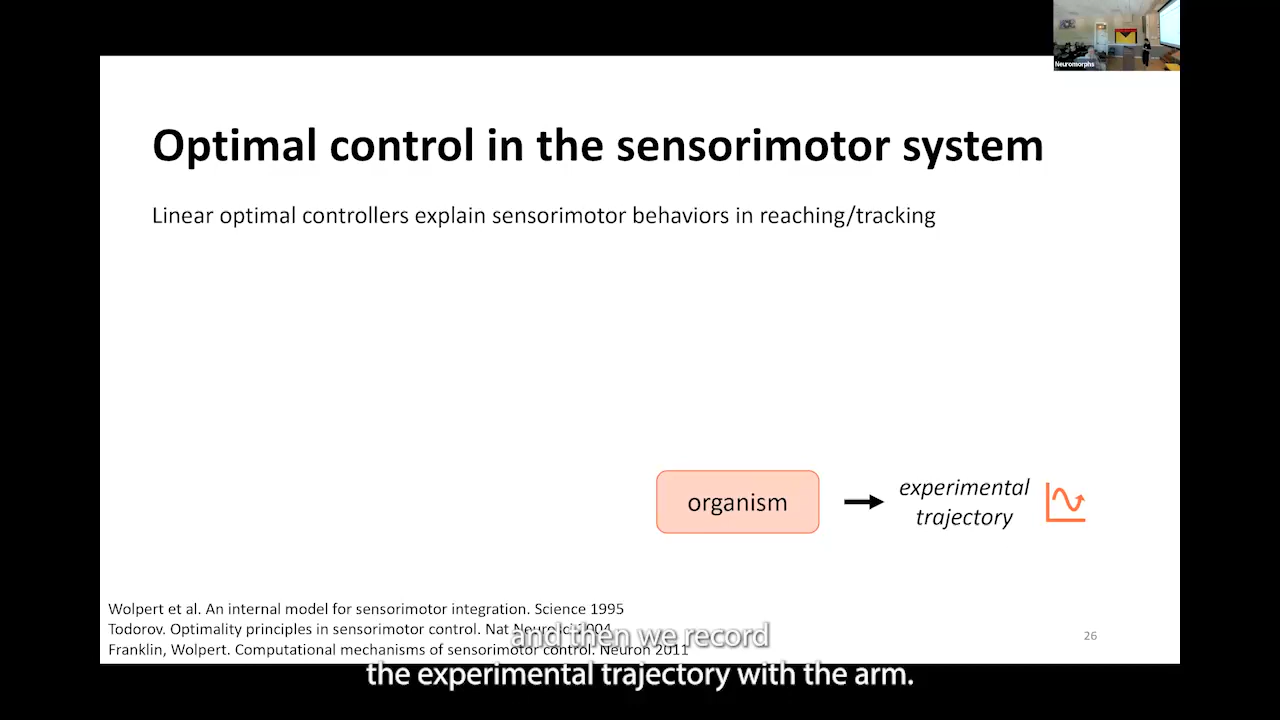 Neuromorphs
Optimal control in the sensorimotor system
Linear optimal controllers explain sensorimotor behaviors in reaching/tracking
organism
experimental
trajectory
Wolpert et al. An internal model for sensorimotor integration. Science 1995
Todorov. Optimality principles in sensorimotor control. Nat Neurosci 2004
Franklin, Wolpert. Computational mechanisms of sensorimotor control. Neuron 2011
26
and then we record
the experimental trajectory with the arm.